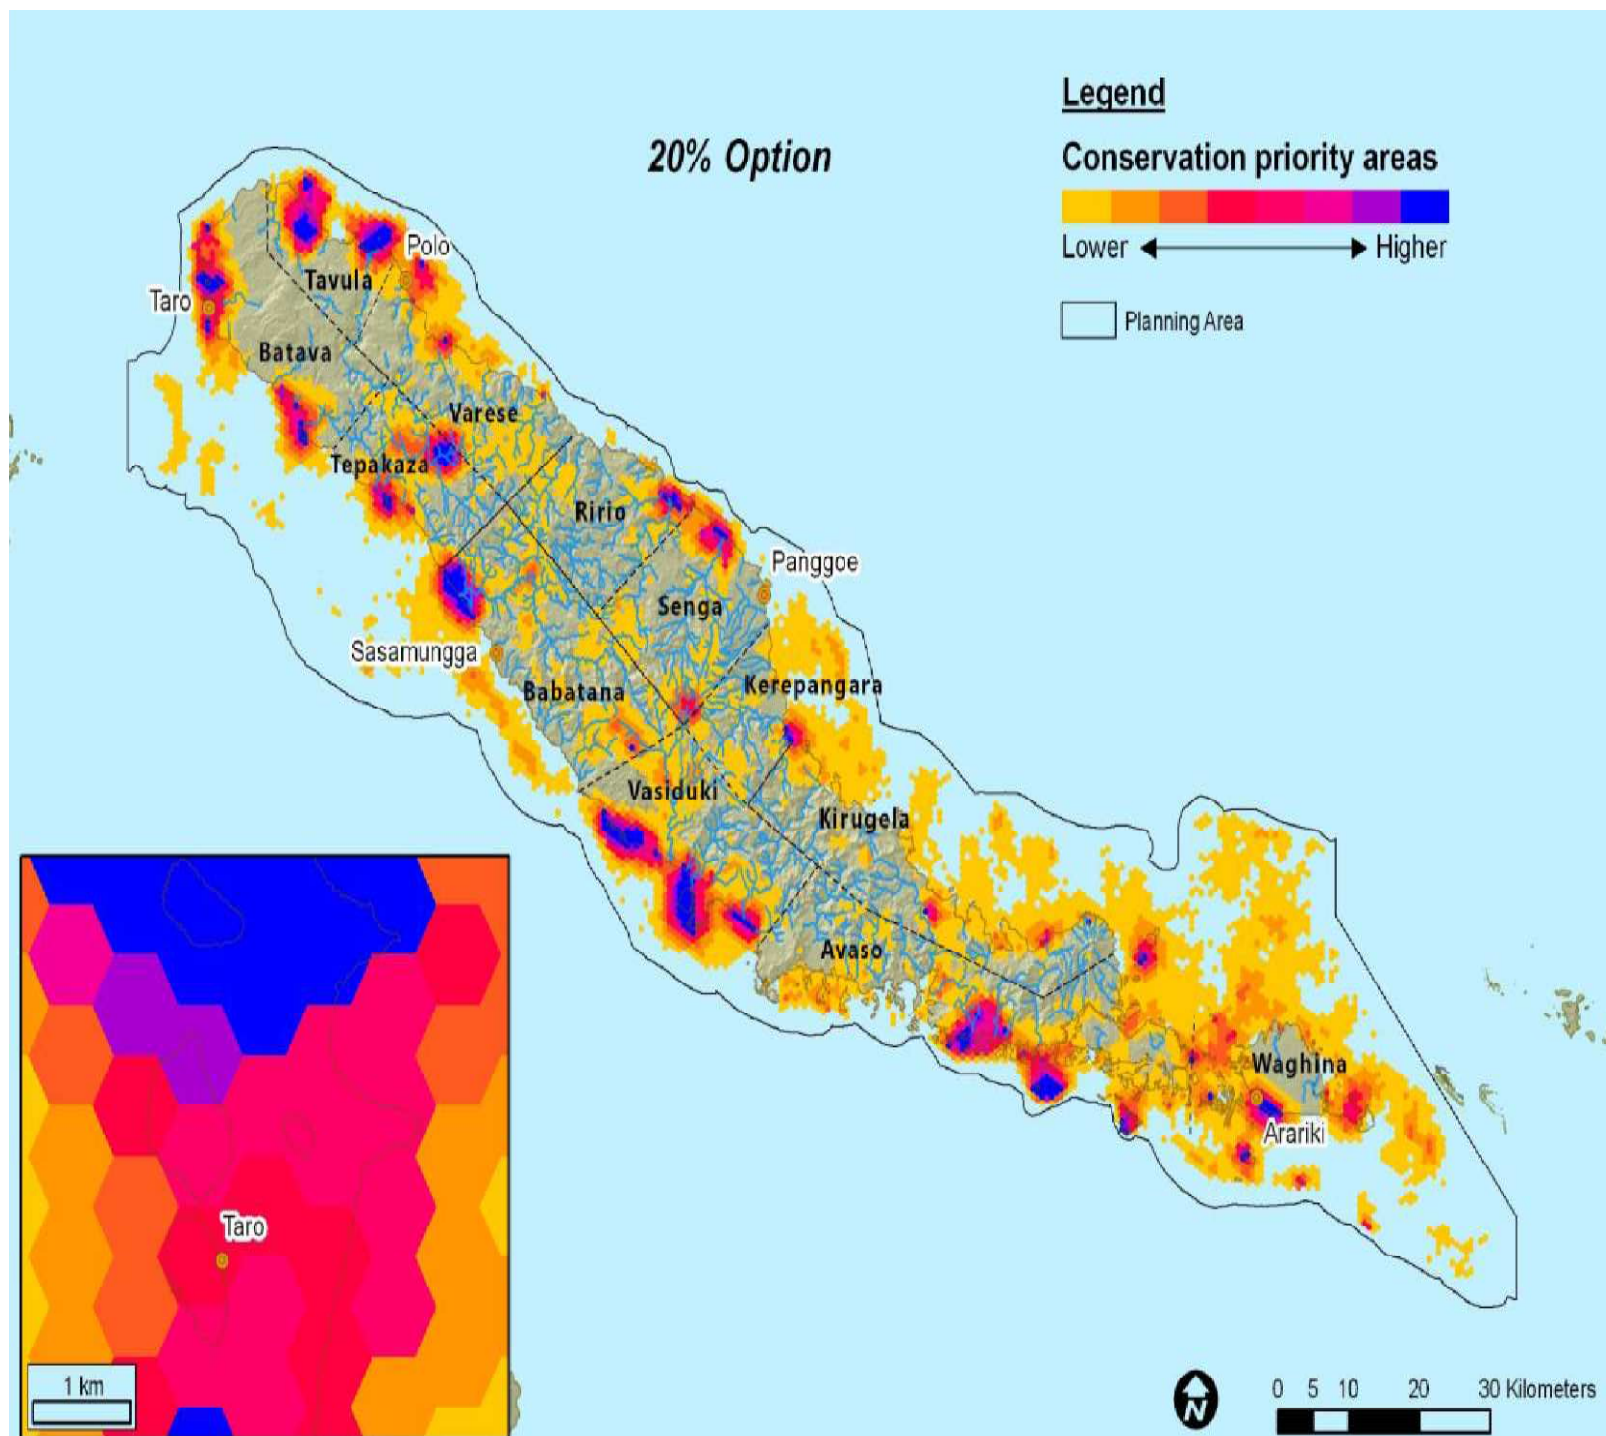 Legend
20% Option
Conservation priority areas
Lower
Higher
Planning Area
Polo
Tavula
Taro
Batava
Varese
Tepakaza
Ririo
Panggoe
Senga
Sasamungga
Babatana
Kerepangara
Vasiduki
Kirugela
Avaso
Waghina
Arariki
Taro
1 km
N
0 5 10 20 30 Kilometers